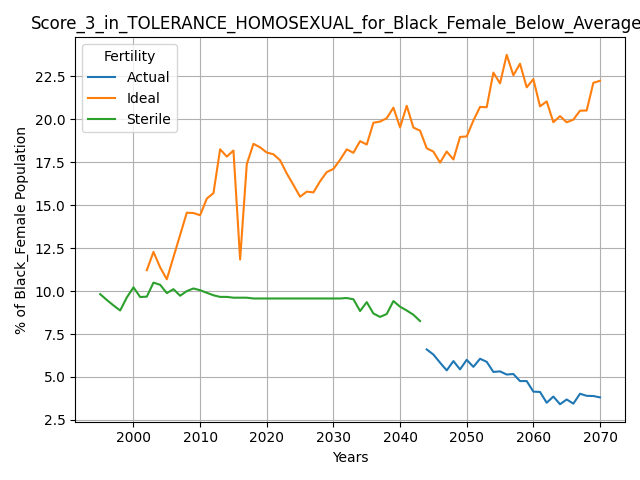 Score_3_in_TOLERANCE_HOMOSEXUAL_for_Black_Female_Below_Average
Fertility
Actual
Ideal
Sterile
% of Black_Female Population
22.5
20.0
17.5
15.0
12.5
10.0
7.5
5.0
2.5
2000 2010 2020 2030 2040 2050 2060 2070
Years